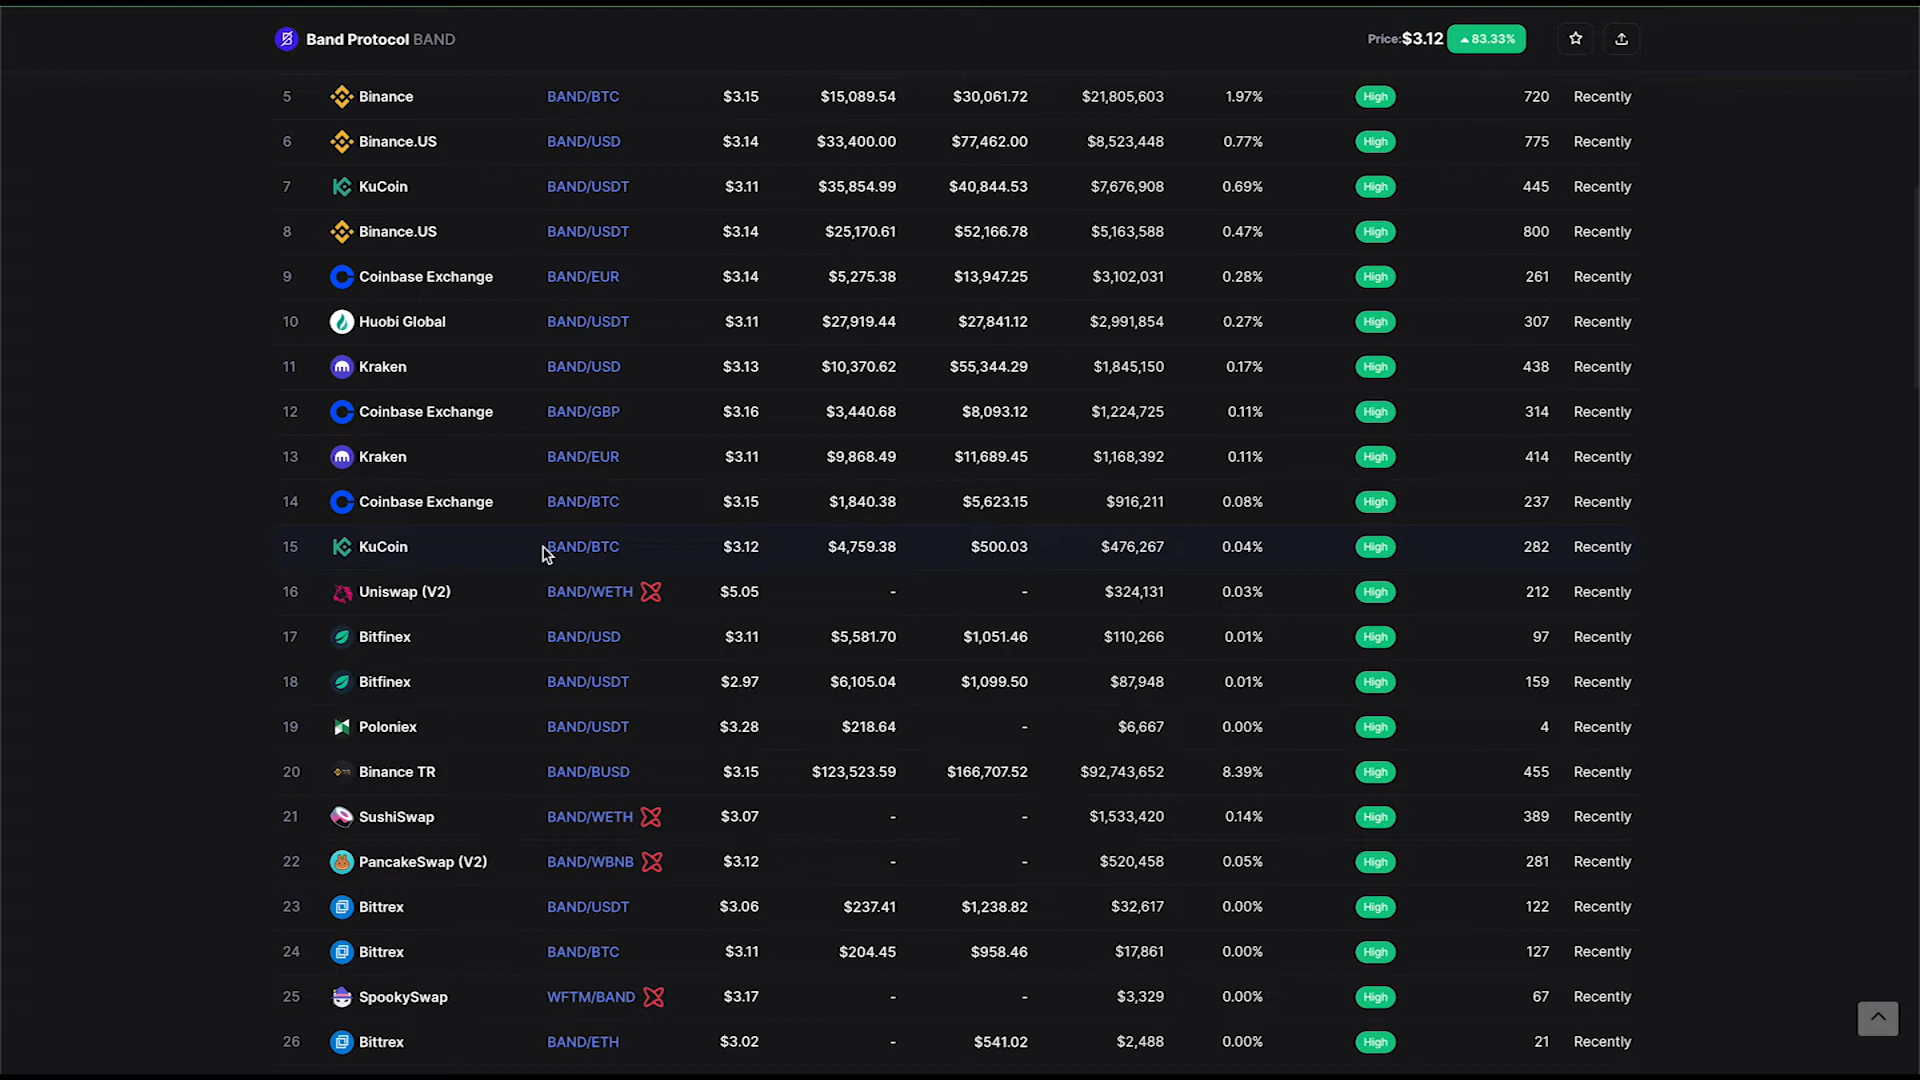 Band Protocol BAND Price:$3.12 83.33%
5 Binance BAND/BTC $3.15 $15,089.54 $30,061.72 $21,805,603 1.97% High 720 Recently
6 Binance.US BAND/USD $3.14 $33,400.00 $77,462.00 $8,523,448 0.77% High 775 Recently
7 KuCoin BAND/USDT $3.11 $35,854.99 $40,844.53 $7,676,908 0.69% High 445 Recently
8 Binance.US BAND/USDT $3.14 $25,170.61 $52,166.78 $5,163,588 0.47% High 800 Recently
9 Coinbase Exchange BAND/EUR $3.14 $5,275.38 $13,947.25 $3,102,031 0.28% High 261 Recently
10 Huobi Global BAND/USDT $3.11 $27,919.44 $27,841.12 $2,991,854 0.27% High 307 Recently
11 Kraken BAND/USD $3.13 $10,370.62 $55,344.29 $1,845,150 0.17% High 438 Recently
12 Coinbase Exchange BAND/GBP $3.16 $3,440.68 $8,093.12 $1,224,725 0.11% High 314 Recently
13 Kraken BAND/EUR $3.11 $9,868.49 $11,689.45 $1,168,392 0.11% High 414 Recently
14 Coinbase Exchange BAND/BTC $3.15 $1,840.38 $5,623.15 $916,211 0.08% High 237 Recently
15 KuCoin BAND/BTC $3.12 $4,759.38 $500.03 $476,267 0.04% High 282 Recently
16 Uniswap (V2) BAND/WETH $5.05 - - $324,131 0.03% High 212 Recently
17 Bitfinex BAND/USD $3.11 $5,581.70 $1,051.46 $110,266 0.01% High 97 Recently
18 Bitfinex BAND/USDT $2.97 $6,105.04 $1,099.50 $87,948 0.01% High 159 Recently
19 Poloniex BAND/USDT $3.28 $218.64 - $6,667 0.00% High 4 Recently
20 Binance TR BAND/BUSD $3.15 $123,523.59 $166,707.52 $92,743,652 8.39% High 455 Recently
21 SushiSwap BAND/WETH $3.07 - - $1,533,420 0.14% High 389 Recently
22 PancakeSwap (V2) BAND/WBNB $3.12 - - $520,458 0.05% High 281 Recently
23 Bittrex BAND/USDT $3.06 $237.41 $1,238.82 $32,617 0.00% High 122 Recently
24 Bittrex BAND/BTC $3.11 $204.45 $958.46 $17,861 0.00% High 127 Recently
25 SpookySwap WFTM/BAND $3.17 - - $3,329 0.00% High 67 Recently
26 Bittrex BAND/ETH $3.02 - $541.02 $2,488 0.00% High 21 Recently